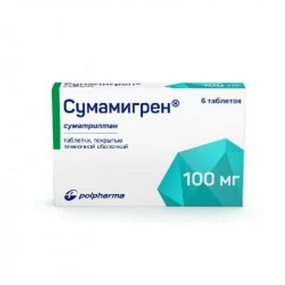 Сумамигрен®
6 таблеток
суматриптан
таблетки, покрытые
пленочной оболочкой
100 мг
polpharma